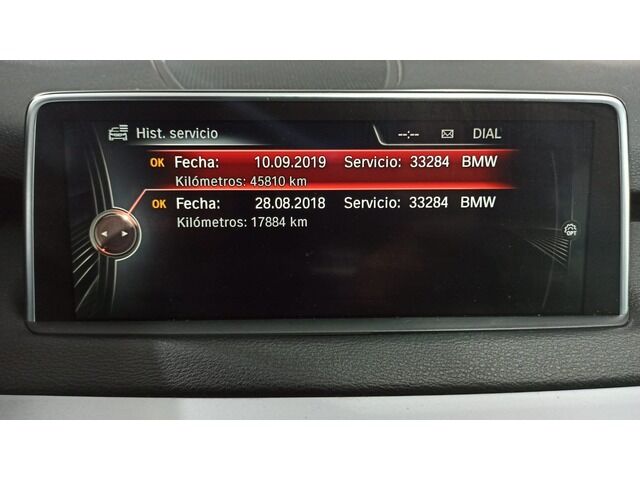 Hist. servicio --:-- DIAL
OK Fecha: 10.09.2019 Servicio: 33284 BMW
Kilómetros: 45810 km
OK Fecha: 28.08.2018 Servicio: 33284 BMW
Kilómetros: 17884 km
OPT